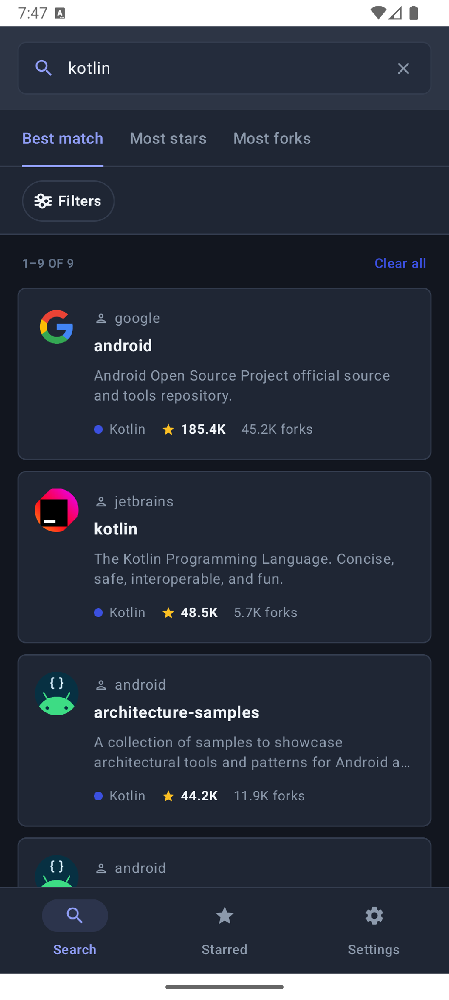 7:47
kotlin
Best match Most stars Most forks
Filters
1–9 OF 9 Clear all
google
android
Android Open Source Project official source
and tools repository.
Kotlin 185.4K 45.2K forks
jetbrains
kotlin
The Kotlin Programming Language. Concise,
safe, interoperable, and fun.
Kotlin 48.5K 5.7K forks
{ } android
architecture-samples
A collection of samples to showcase
architectural tools and patterns for Android a…
Kotlin 44.2K 11.9K forks
{ } android
Search Starred Settings